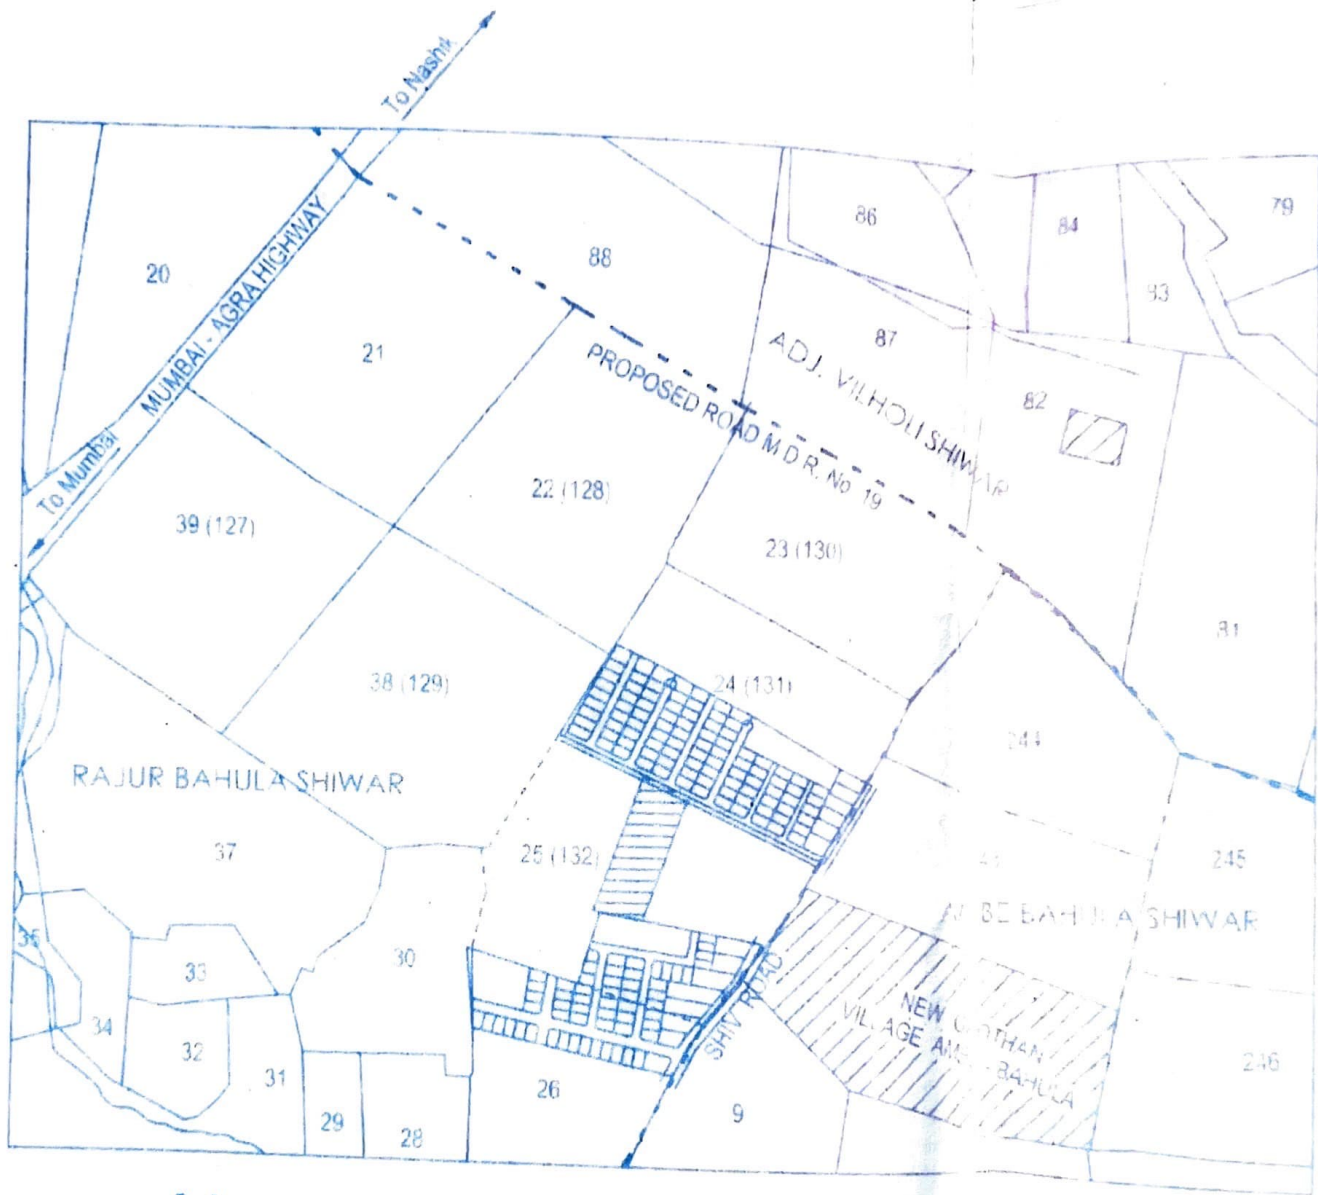 To Nashik
MUMBAI - AGRA HIGHWAY
To Mumbai
20
21
88
86
84
79
83
87
ADJ. VILHOLI SHIWAR
82
PROPOSED ROAD M D R. No 19
22 (128)
39 (127)
23 (130)
81
38 (129)
24 (131)
244
RAJUR BAHULA SHIWAR
37
25 (132)
245
BAHULA SHIWAR
35
33
30
34
32
31
SHIV ROAD
NEW
VILLAGE
BAHULA
246
29
28
26
9